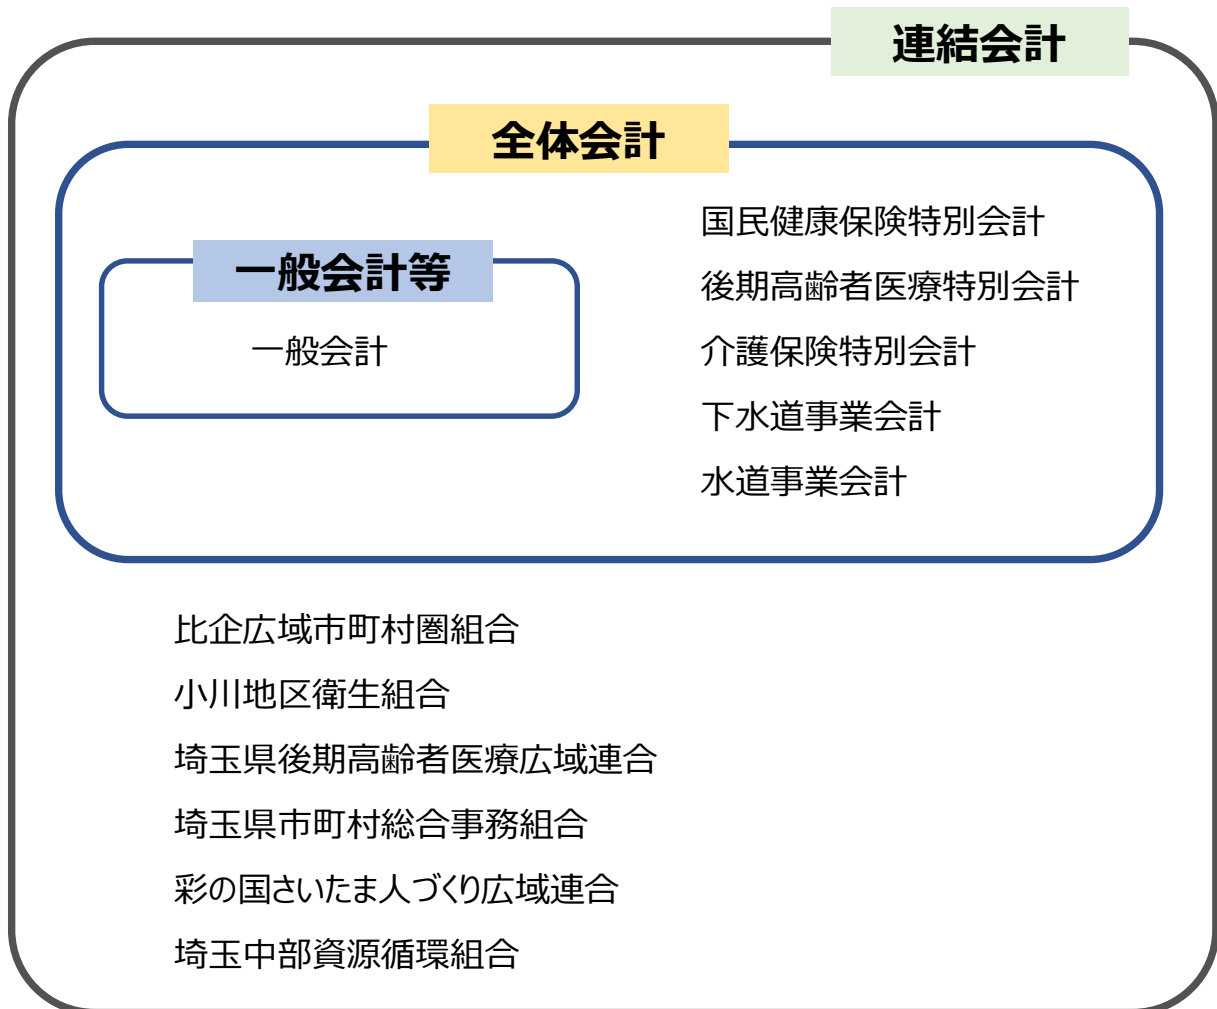 連結会計
全体会計
一般会計等
一般会計
国民健康保険特別会計
後期高齢者医療特別会計
介護保険特別会計
下水道事業会計
水道事業会計
比企広域市町村圏組合
小川地区衛生組合
埼玉県後期高齢者医療広域連合
埼玉県市町村総合事務組合
彩の国さいたま人づくり広域連合
埼玉中部資源循環組合